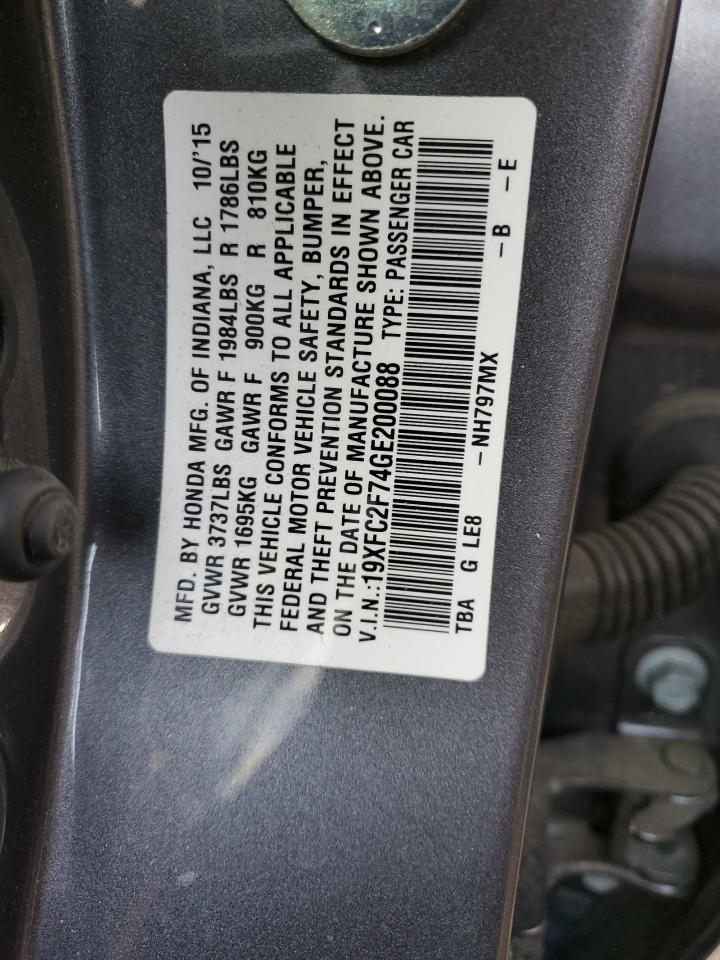 MFD. BY HONDA MFG. OF INDIANA, LLC 10/'15
GVWR 3737LBS GAWR F 1984LBS R 1786LBS
GVWR 1695KG GAWR F 900KG R 810KG
THIS VEHICLE CONFORMS TO ALL APPLICABLE
FEDERAL MOTOR VEHICLE SAFETY, BUMPER,
AND THEFT PREVENTION STANDARDS IN EFFECT
ON THE DATE OF MANUFACTURE SHOWN ABOVE.
V.I.N.:19XFC2F74GE200088 TYPE: PASSENGER CAR
TBA G LE8 -NH797MX -B -E